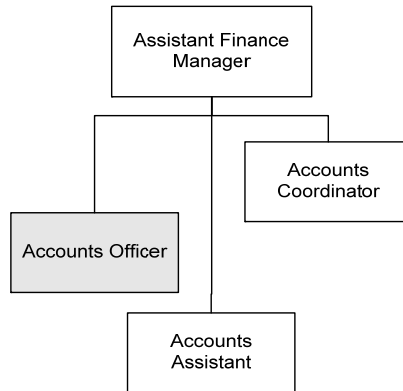 Assistant Finance
Manager
Accounts
Coordinator
Accounts Officer
Accounts
Assistant